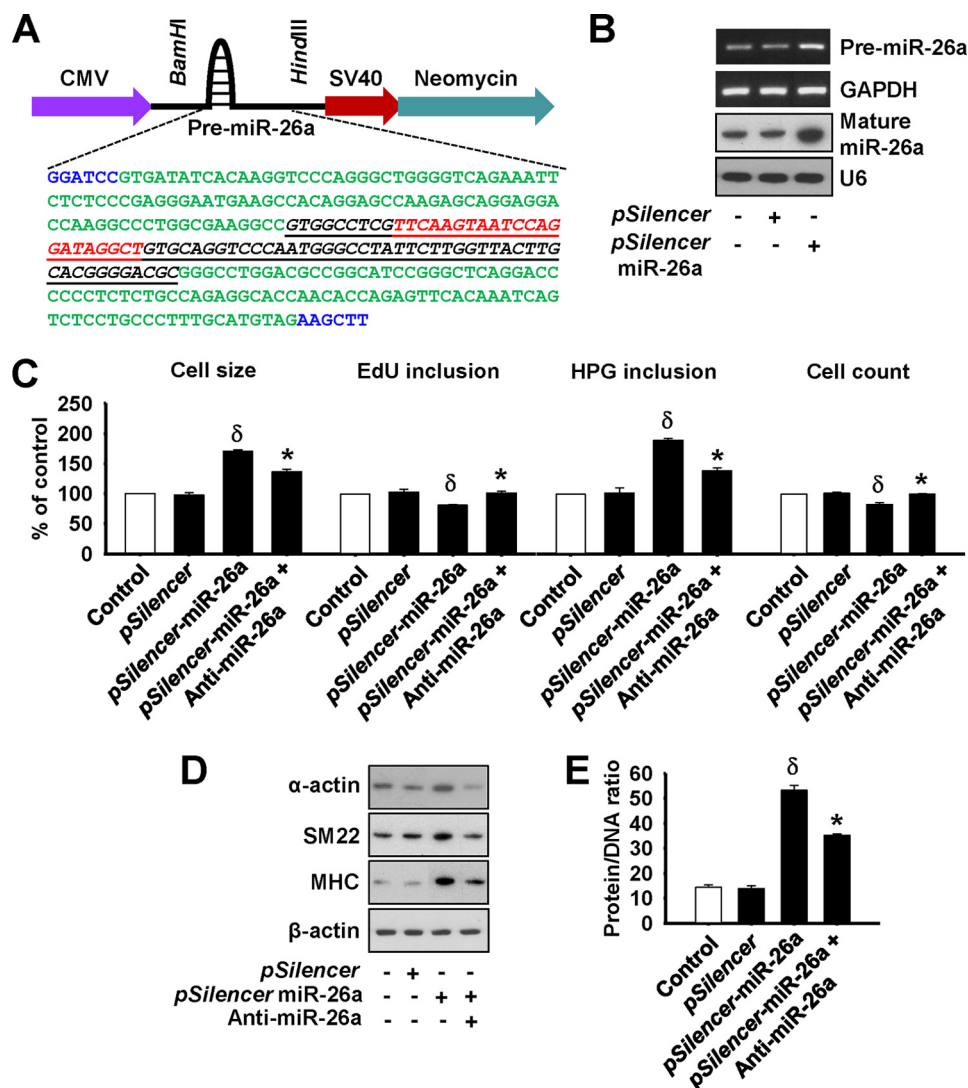 A
BamHI
HindIII
CMV
SV40
Neomycin
Pre-miR-26a
GGATCCGTGATATCACAAGGTCCCAGGGCTGGGGTCAGAAATT
CTCTCCCGAGGGAATGAAGCCACAGGAGCCAAGAGCAGGAGGA
CCAAGGCCCTGGCGAAGGCCGTGGCCTCGTTCAAGTAATCCAG
GATAGGCTGTGCAGGTCCCAATGGGCCTATTCTTGGTTACTTG
CACGGGGACGCGGGCCTGGACGCCGGCATCCGGGCTCAGGACC
CCCCTCTCTGCCAGAGGCACCAACACCAGAGTTCACAAATCAG
TCTCCTGCCCTTTGCATGTAGAAGCTT
B
Pre-miR-26a
GAPDH
Mature
miR-26a
U6
pSilencer - + -
pSilencer
miR-26a - - +
C
Cell size
EdU inclusion
HPG inclusion
Cell count
% of control
250
200
150
100
50
0
δ
*
δ
*
δ
*
δ
*
Control
pSilencer
pSilencer-miR-26a
pSilencer-miR-26a +
Anti-miR-26a
Control
pSilencer
pSilencer-miR-26a
pSilencer-miR-26a +
Anti-miR-26a
Control
pSilencer
pSilencer-miR-26a
pSilencer-miR-26a +
Anti-miR-26a
Control
pSilencer
pSilencer-miR-26a
pSilencer-miR-26a +
Anti-miR-26a
D
α-actin
SM22
MHC
β-actin
pSilencer - + - -
pSilencer miR-26a - - + +
Anti-miR-26a - - - +
E
Protein/DNA ratio
60
50
40
30
20
10
0
δ
*
Control
pSilencer
pSilencer-miR-26a
pSilencer-miR-26a +
Anti-miR-26a